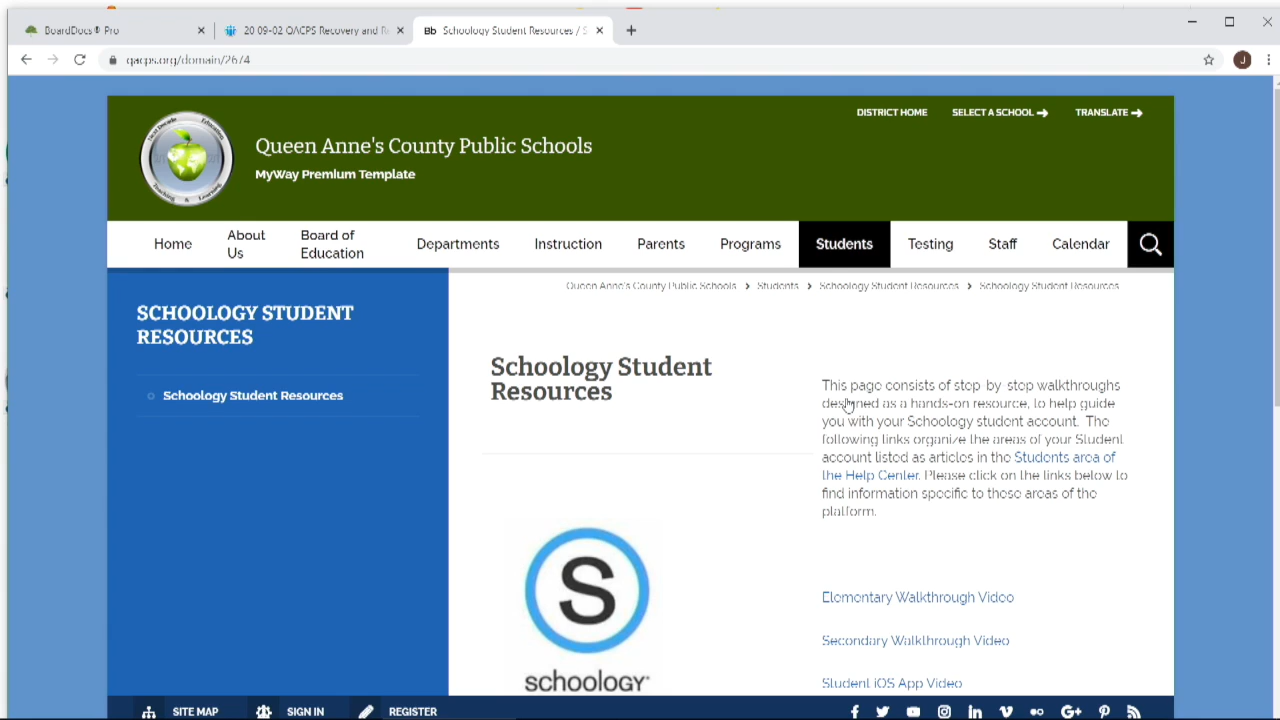 BoardDocs® Pro
20 09-02 QACPS Recovery and R
Bb Schoology Student Resources / S
qacps.org/domain/2674
J
DISTRICT HOME
SELECT A SCHOOL
TRANSLATE
Queen Anne's County Public Schools
MyWay Premium Template
Home
About Us
Board of Education
Departments
Instruction
Parents
Programs
Students
Testing
Staff
Calendar
Queen Anne's County Public Schools > Students > Schoology Student Resources > Schoology Student Resources
SCHOOLOGY STUDENT
RESOURCES
Schoology Student Resources
Schoology Student
Resources
This page consists of step-by-step walkthroughs
designed as a hands-on resource, to help guide
you with your Schoology student account. The
following links organize the areas of your Student
account listed as articles in the Students area of
the Help Center. Please click on the links below to
find information specific to these areas of the
platform.
S
schoology®
Elementary Walkthrough Video
Secondary Walkthrough Video
Student iOS App Video
SITE MAP
SIGN IN
REGISTER